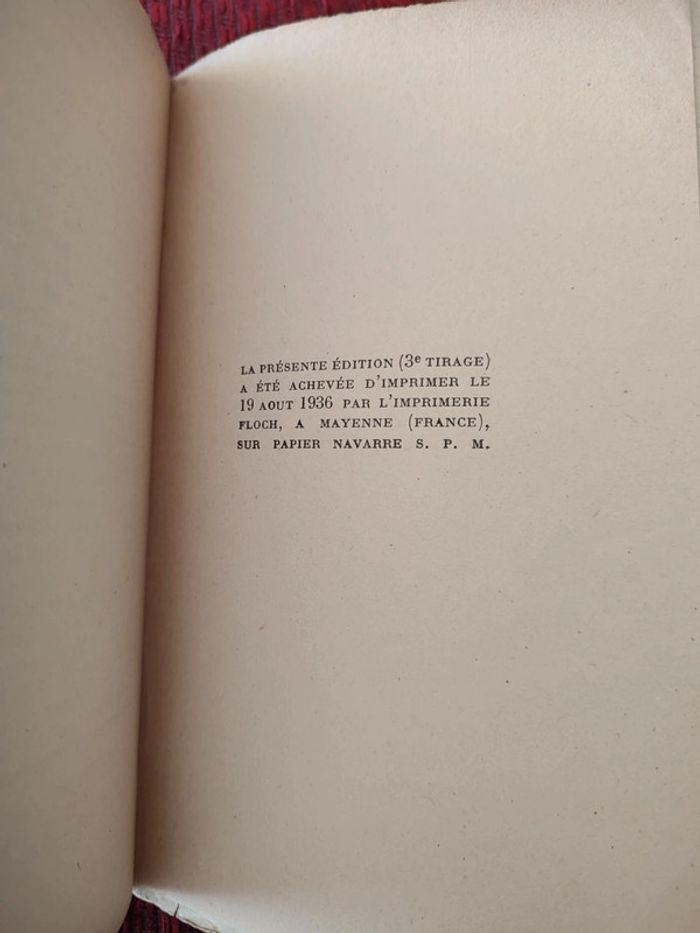 LA PRÉSENTE ÉDITION (3e TIRAGE)
A ÉTÉ ACHEVÉE D'IMPRIMER LE
19 AOUT 1936 PAR L'IMPRIMERIE
FLOCH, A MAYENNE (FRANCE),
SUR PAPIER NAVARRE S. P. M.